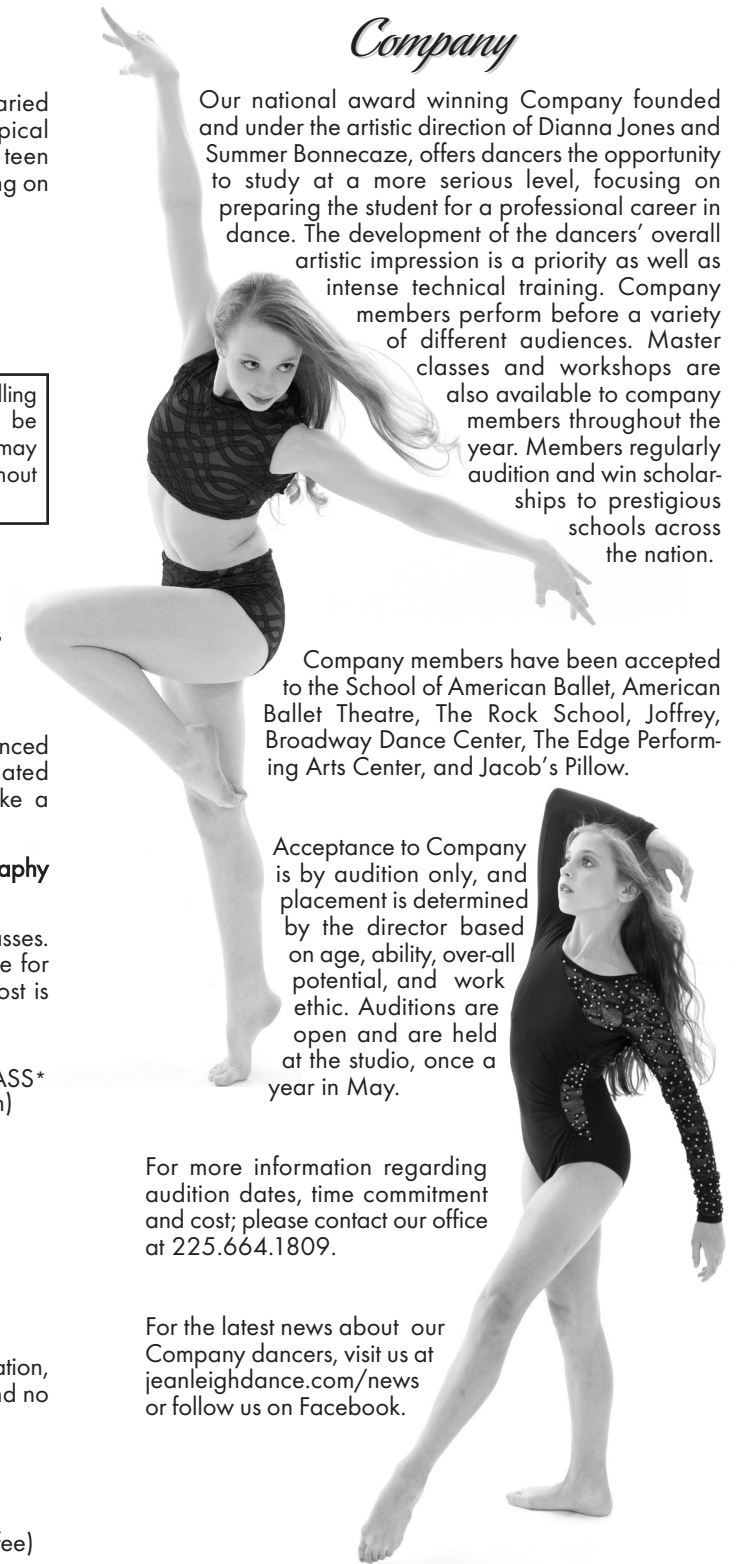 aried
pical
teen
ng on
lling
be
may
hout
s
nced
ated
ke a
aphy
asses.
e for
ost is
ASS*
n)
ation,
nd no
fee)
Company
Our national award winning Company founded
and under the artistic direction of Dianna Jones and
Summer Bonnecaze, offers dancers the opportunity
to study at a more serious level, focusing on
preparing the student for a professional career in
dance. The development of the dancers’ overall
artistic impression is a priority as well as
intense technical training. Company
members perform before a variety
of different audiences. Master
classes and workshops are
also available to company
members throughout the
year. Members regularly
audition and win scholar-
ships to prestigious
schools across
the nation.
Company members have been accepted
to the School of American Ballet, American
Ballet Theatre, The Rock School, Joffrey,
Broadway Dance Center, The Edge Perform-
ing Arts Center, and Jacob’s Pillow.
Acceptance to Company
is by audition only, and
placement is determined
by the director based
on age, ability, over-all
potential, and work
ethic. Auditions are
open and are held
at the studio, once a
year in May.
For more information regarding
audition dates, time commitment
and cost; please contact our office
at 225.664.1809.
For the latest news about our
Company dancers, visit us at
jeanleighdance.com/news
or follow us on Facebook.